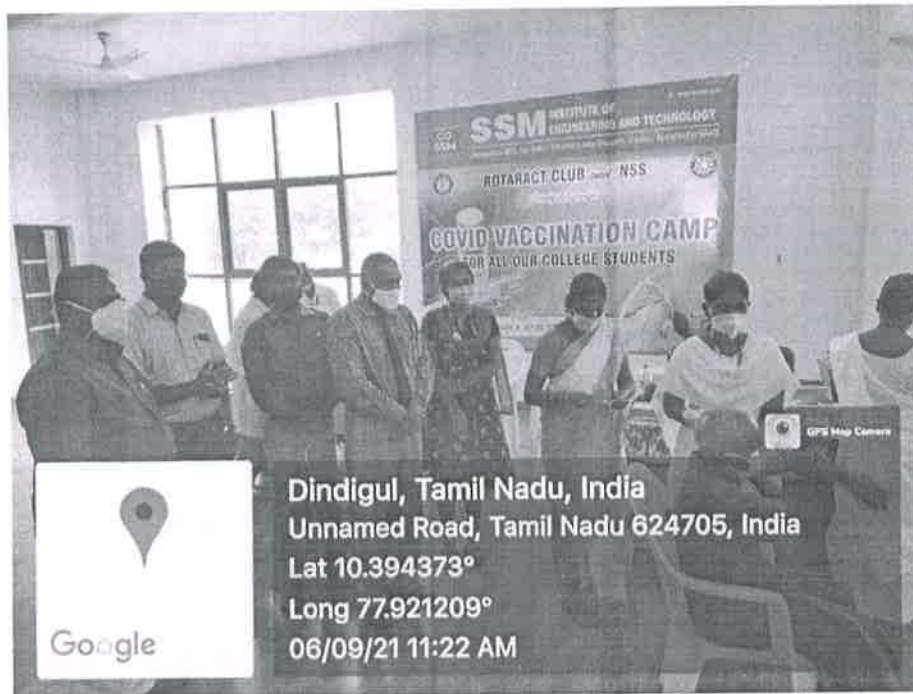 SSM INSTITUTE OF
ENGINEERING AND TECHNOLOGY
ROTARACT CLUB NSS
COVID VACCINATION CAMP
FOR ALL OUR COLLEGE STUDENTS
GPS Map Camera
Dindigul, Tamil Nadu, India
Unnamed Road, Tamil Nadu 624705, India
Lat 10.394373°
Long 77.921209°
06/09/21 11:22 AM
Google